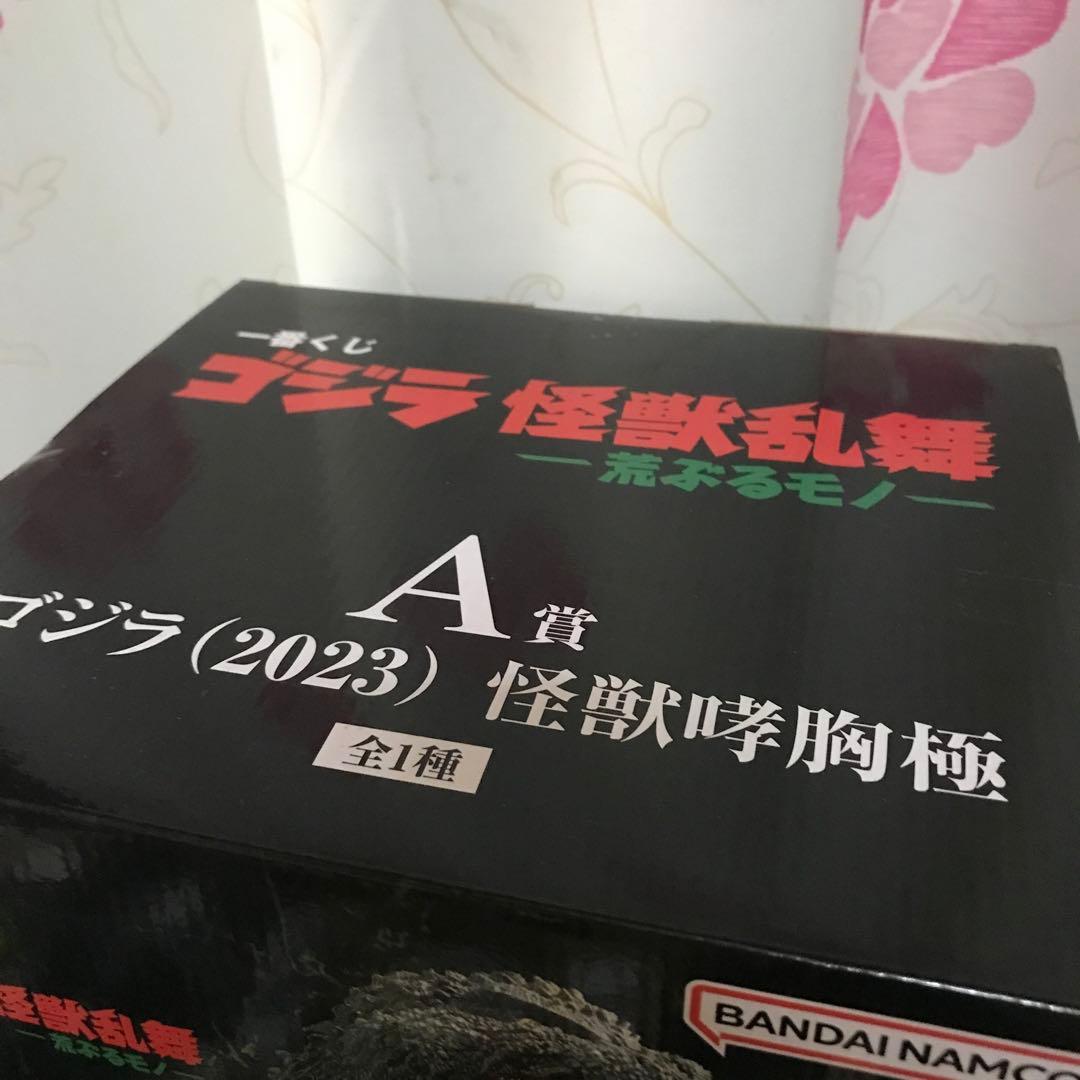 一番くじ
ゴジラ 怪獣乱舞
—荒ぶるモノ—
A賞
ゴジラ(2023) 怪獣哮胸極
全1種
怪獣乱舞
—荒ぶるモノ—
BANDAI NAMCO